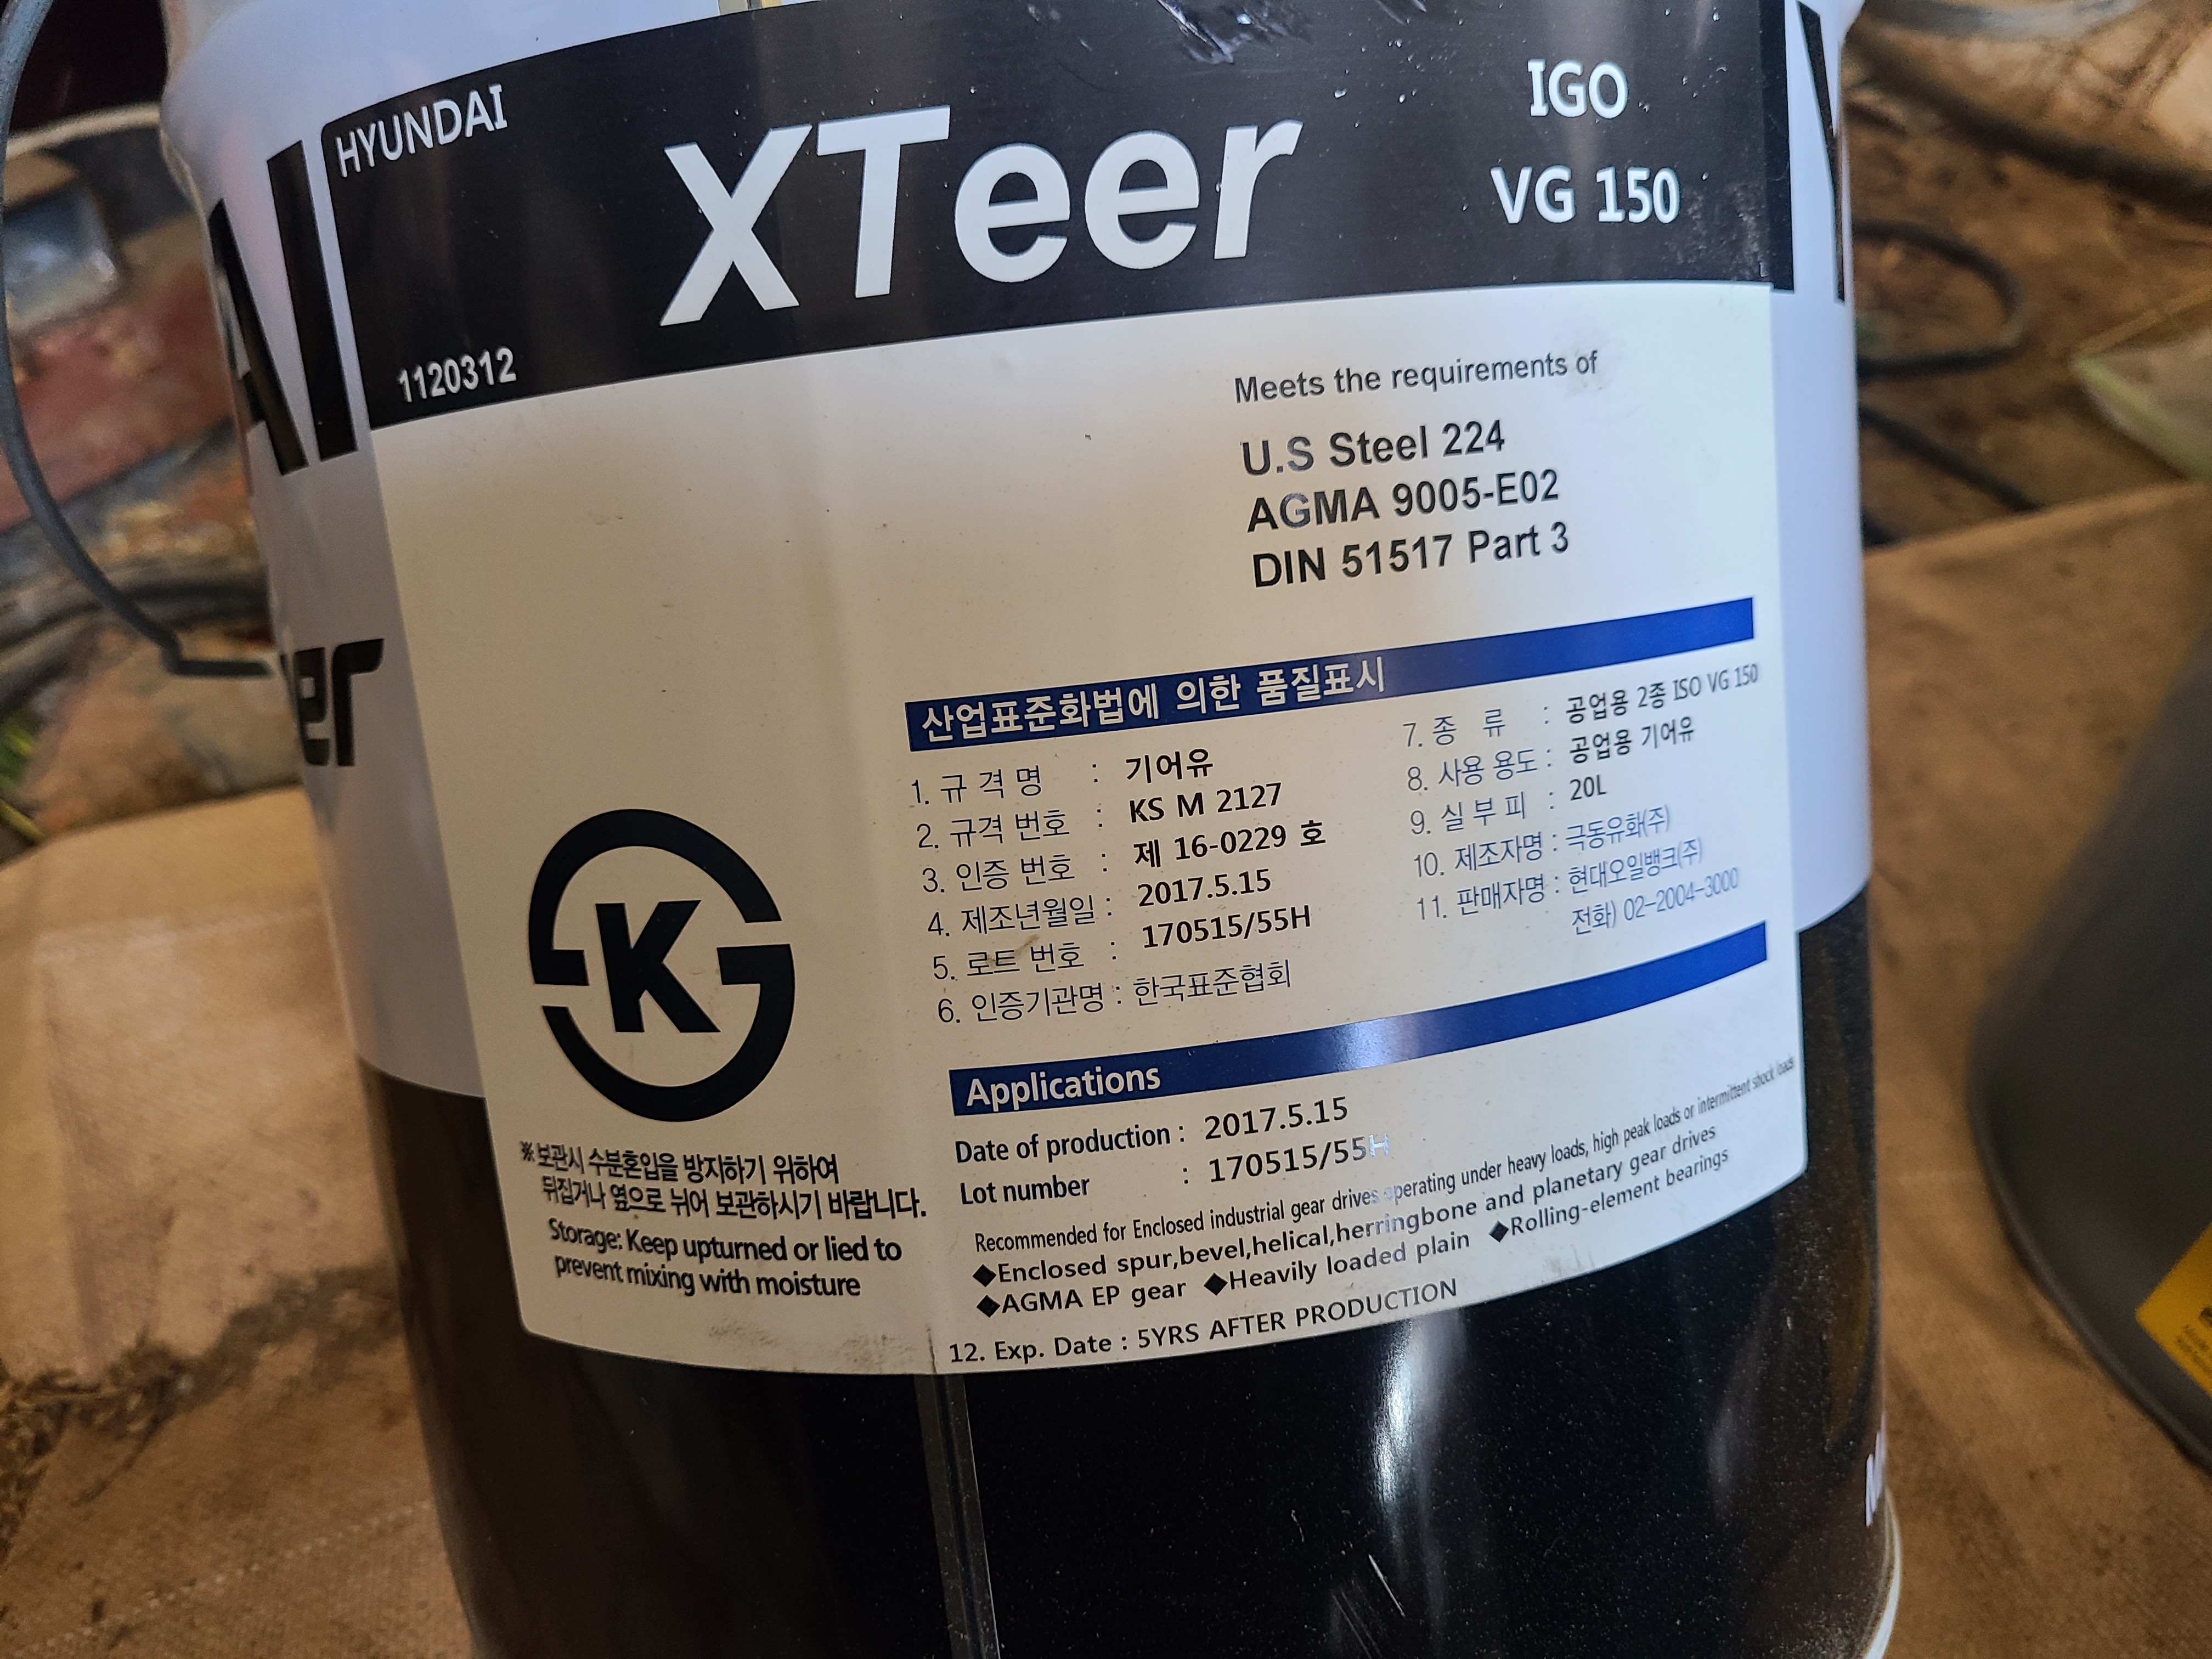 HYUNDAI
XTeer
IGO
VG 150
1120312
AI
er
Meets the requirements of
U.S Steel 224
AGMA 9005-E02
DIN 51517 Part 3
산업표준화법에 의한 품질표시
1. 규 격 명 : 기어유
2. 규격 번호 : KS M 2127
3. 인증 번호 : 제 16-0229 호
4. 제조년월일 : 2017.5.15
5. 로트 번호 : 170515/55H
6. 인증기관명 : 한국표준협회
7. 종 류 : 공업용 2종 ISO VG 150
8. 사용 용도 : 공업용 기어유
9. 실 부 피 : 20L
10. 제조자명 : 극동유화(주)
11. 판매자명 : 현대오일뱅크(주)
전화) 02-2004-3000
K
※ 보관시 수분혼입을 방지하기 위하여
뒤집거나 옆으로 뉘어 보관하시기 바랍니다.
Storage: Keep upturned or lied to
prevent mixing with moisture
Applications
Date of production : 2017.5.15
Lot number : 170515/55H
Recommended for Enclosed industrial gear drives operating under heavy loads, high peak loads or intermittent shock loads
◆Enclosed spur,bevel,helical,herringbone and planetary gear drives
◆AGMA EP gear ◆Heavily loaded plain ◆Rolling-element bearings
12. Exp. Date : 5YRS AFTER PRODUCTION